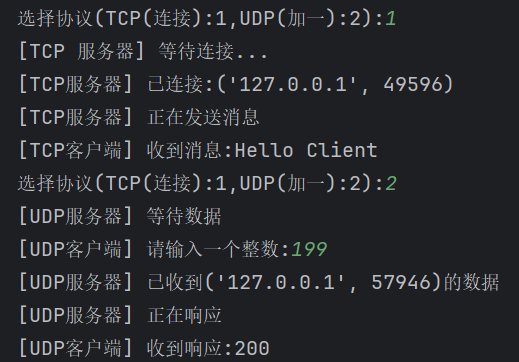 选择协议(TCP(连接):1,UDP(加一):2):1
[TCP 服务器] 等待连接...
[TCP服务器] 已连接:('127.0.0.1', 49596)
[TCP服务器] 正在发送消息
[TCP客户端] 收到消息:Hello Client
选择协议(TCP(连接):1,UDP(加一):2):2
[UDP服务器] 等待数据
[UDP客户端] 请输入一个整数:199
[UDP服务器] 已收到('127.0.0.1', 57946)的数据
[UDP服务器] 正在响应
[UDP客户端] 收到响应:200